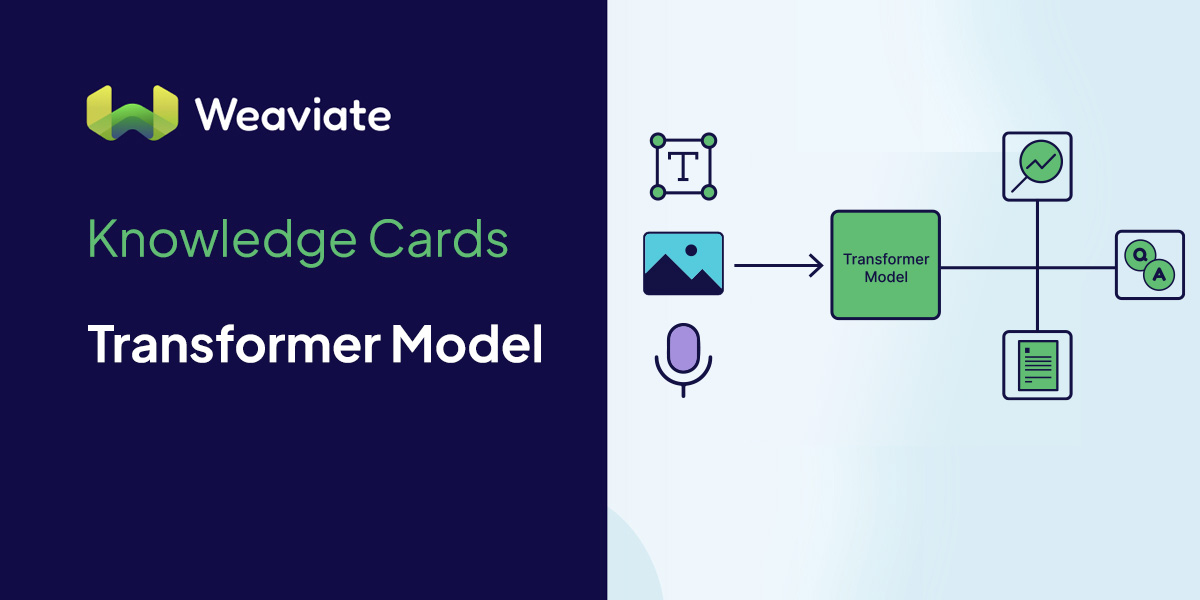 Weaviate
Knowledge Cards
Transformer Model
T
Transformer
Model
Q
A